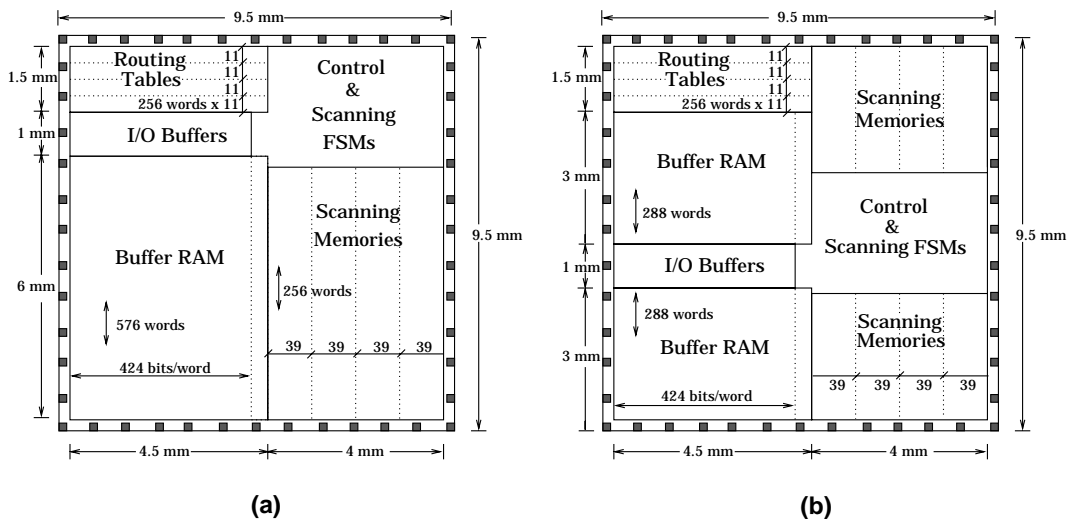 9.5 mm
1.5 mm
Routing
Tables
11
11
11
256 words x 11
Control
&
Scanning
FSMs
1 mm
I/O Buffers
9.5 mm
Scanning
Memories
Buffer RAM
6 mm
256 words
576 words
39 39 39 39
424 bits/word
4.5 mm
4 mm
(a)
9.5 mm
1.5 mm
Routing
Tables
11
11
11
256 words x 11
Scanning
Memories
3 mm
Buffer RAM
288 words
Control
&
Scanning FSMs
9.5 mm
1 mm
I/O Buffers
288 words
Scanning
Memories
3 mm
Buffer RAM
39 39 39 39
424 bits/word
4.5 mm
4 mm
(b)